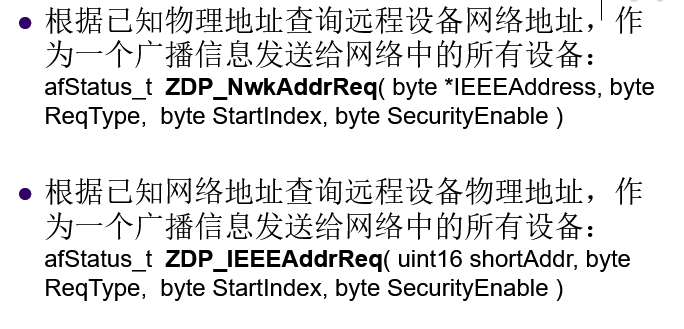 ● 根据已知物理地址查询远程设备网络地址，作
为一个广播信息发送给网络中的所有设备：
afStatus_t ZDP_NwkAddrReq( byte *IEEEAddress, byte
ReqType, byte StartIndex, byte SecurityEnable )
● 根据已知网络地址查询远程设备物理地址，作
为一个广播信息发送给网络中的所有设备：
afStatus_t ZDP_IEEEAddrReq( uint16 shortAddr, byte
ReqType, byte StartIndex, byte SecurityEnable )